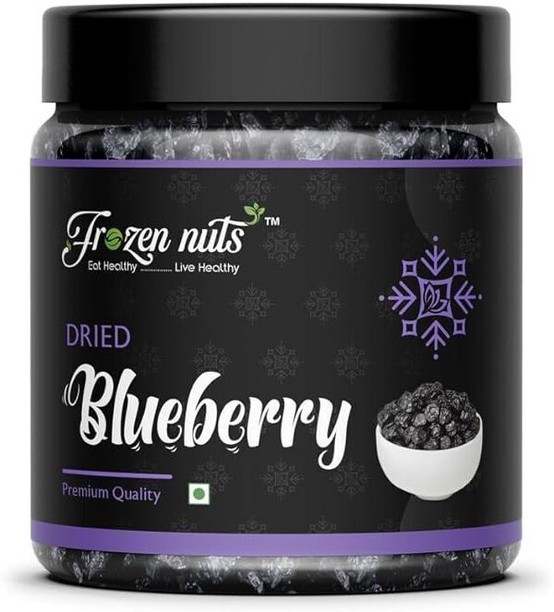 Frozen nuts™
Eat Healthy ............. Live Healthy
DRIED
Blueberry
Premium Quality